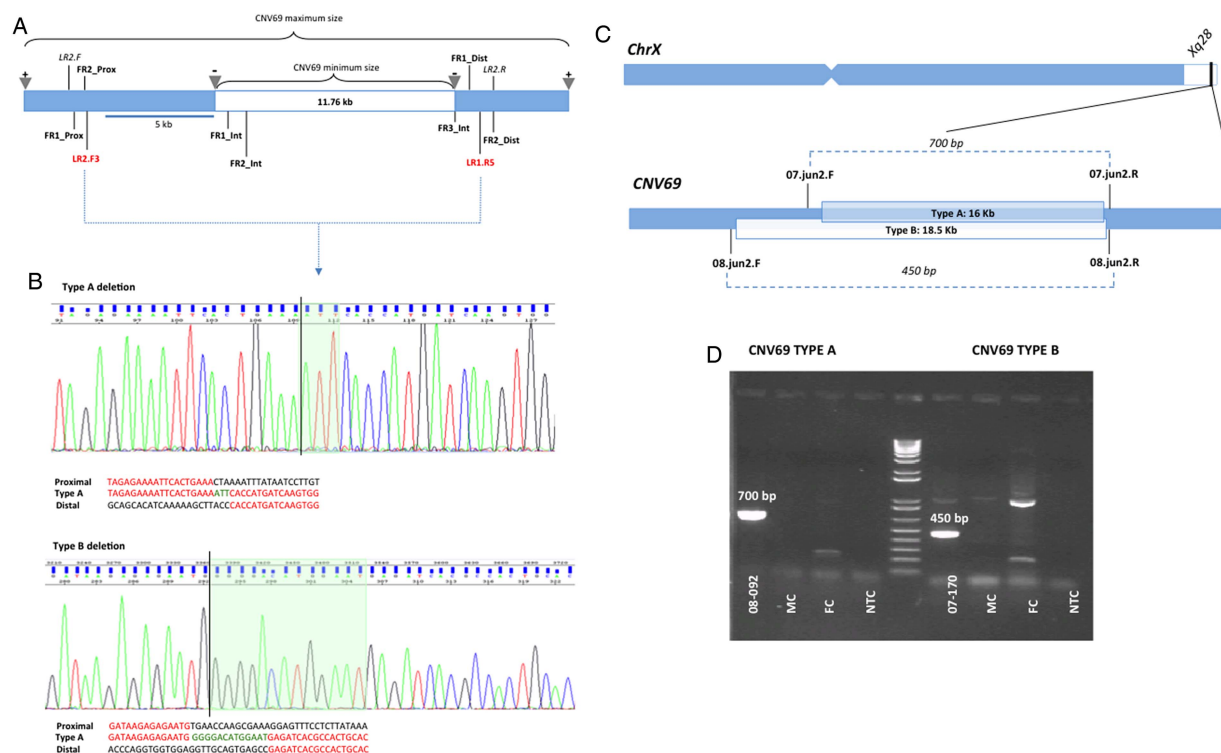 A
CNV69 maximum size
LR2.F
FR2_Prox
CNV69 minimum size
FR1_Dist
LR2.R
+
-
-
+
11.76 kb
5 kb
FR1_Prox
FR1_Int
FR3_Int
FR2_Dist
LR2.F3
FR2_Int
LR1.R5
B
Type A deletion
Proximal TAGAGAAAATTCACTGAAACTAAAATTTATAATCCTTGT
Type A TAGAGAAAATTCACTGAAAATTCACCATGATCAAGTGG
Distal GCAGCACATCAAAAAGCTTACCCACCATGATCAAGTGG
Type B deletion
Proximal GATAAGAGAGAATGTGAACCAAGCGAAAGGAGTTTCCTCTTATAAA
Type A GATAAGAGAGAATG GGGGACATGGAATGAGATCACGCCACTGCAC
Distal ACCCAGGTGGTGGAGGTTGCAGTGAGCCGAGATCACGCCACTGCAC
C
ChrX
Xq28
700 bp
07.jun2.F
07.jun2.R
CNV69
Type A: 16 Kb
Type B: 18.5 Kb
08.jun2.F
08.jun2.R
450 bp
D
CNV69 TYPE A
CNV69 TYPE B
700 bp
450 bp
08-092
MC
FC
NTC
07-170
MC
FC
NTC